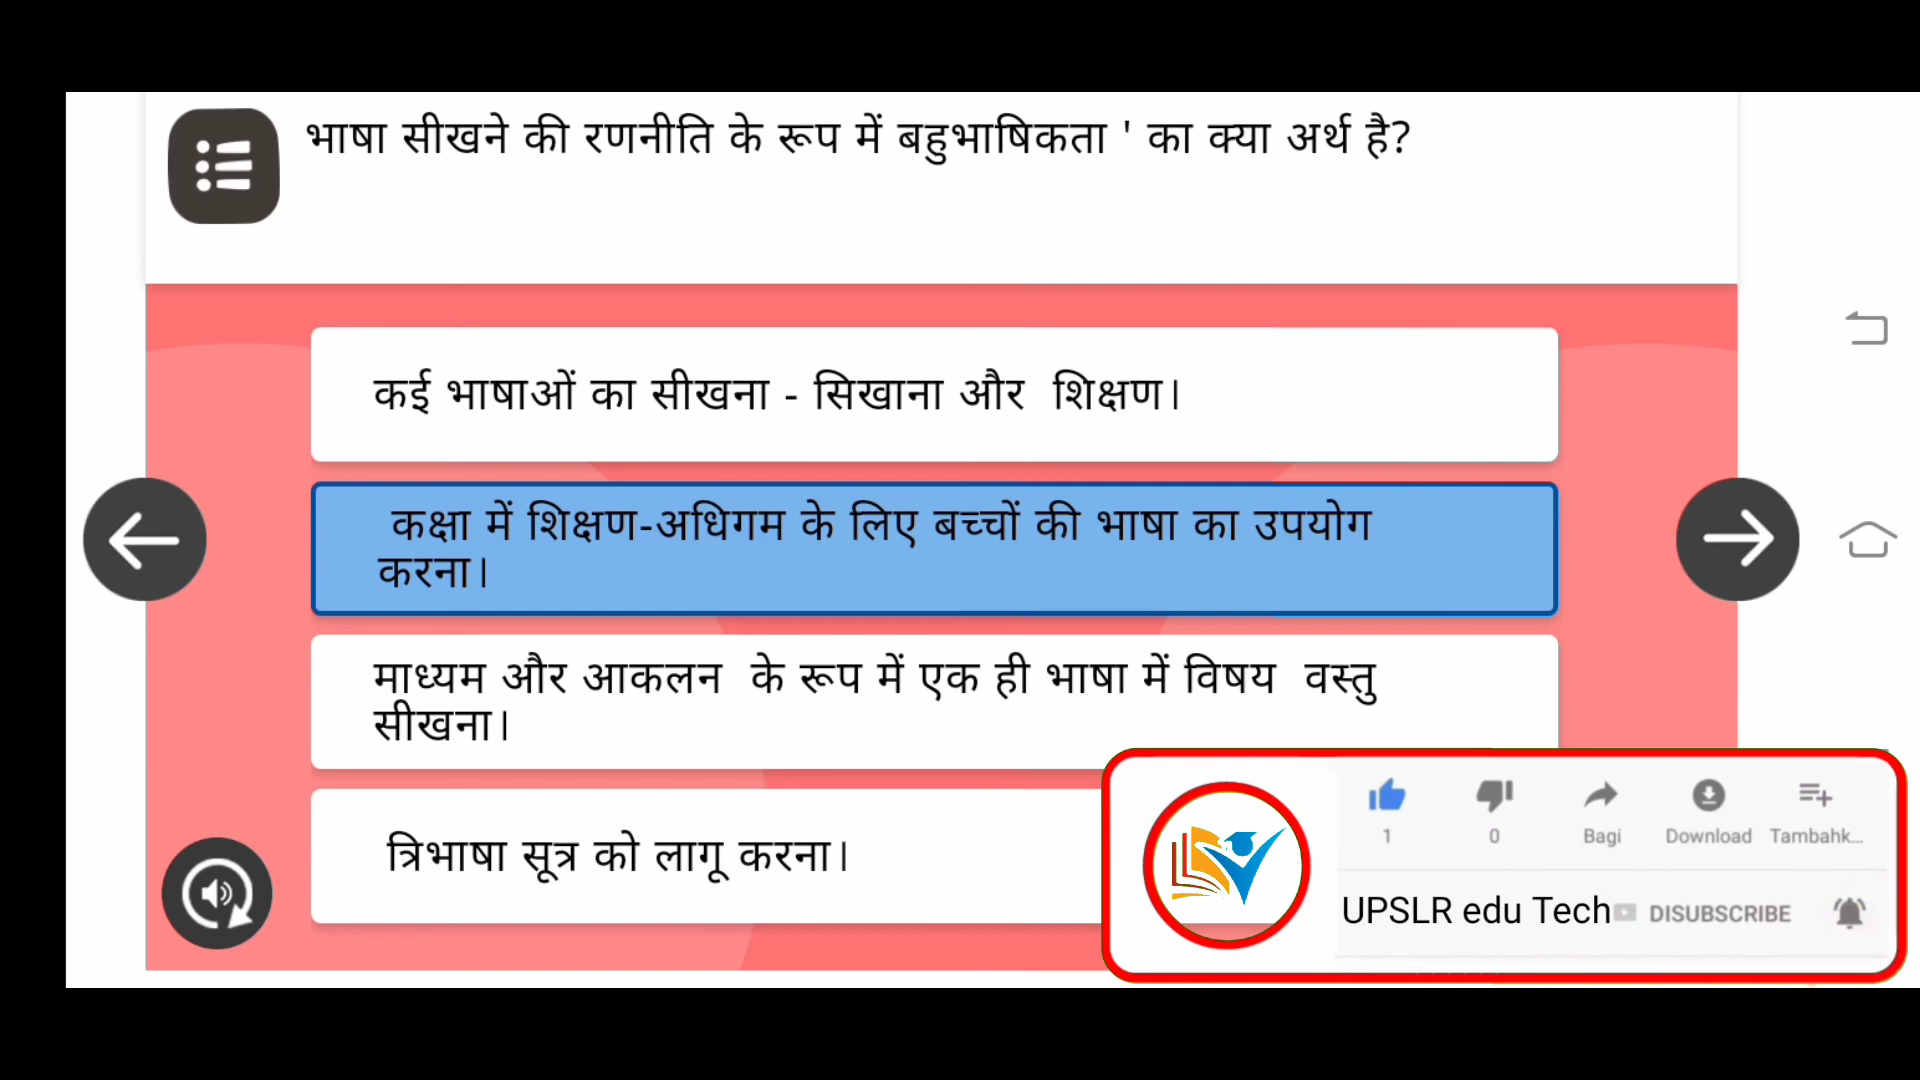 भाषा सीखने की रणनीति के रूप में बहुभाषिकता ' का क्या अर्थ है?
कई भाषाओं का सीखना - सिखाना और शिक्षण।
कक्षा में शिक्षण-अधिगम के लिए बच्चों की भाषा का उपयोग
करना।
माध्यम और आकलन के रूप में एक ही भाषा में विषय वस्तु
सीखना।
त्रिभाषा सूत्र को लागू करना।
1 0 Bagi Download Tambahk...
UPSLR edu Tech DISUBSCRIBE